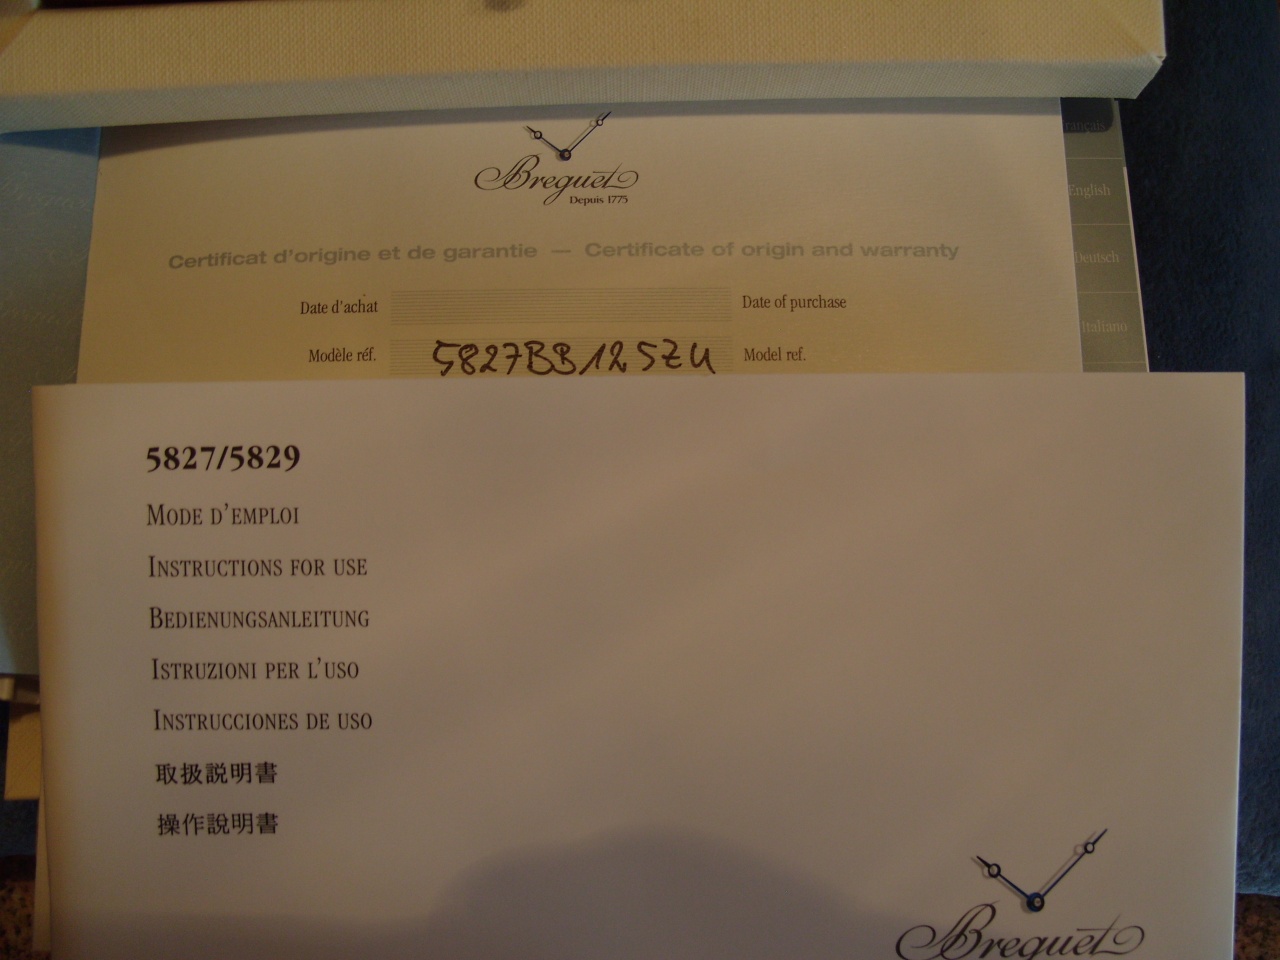 Breguet
Depuis 1775
Certificat d'origine et de garantie — Certificate of origin and warranty
Date d'achat Date of purchase
Modèle réf. 5827BB125ZU Model ref.
Français
English
Deutsch
Italiano
5827/5829
MODE D'EMPLOI
INSTRUCTIONS FOR USE
BEDIENUNGSANLEITUNG
ISTRUZIONI PER L'USO
INSTRUCCIONES DE USO
取扱説明書
操作說明書
Breguet